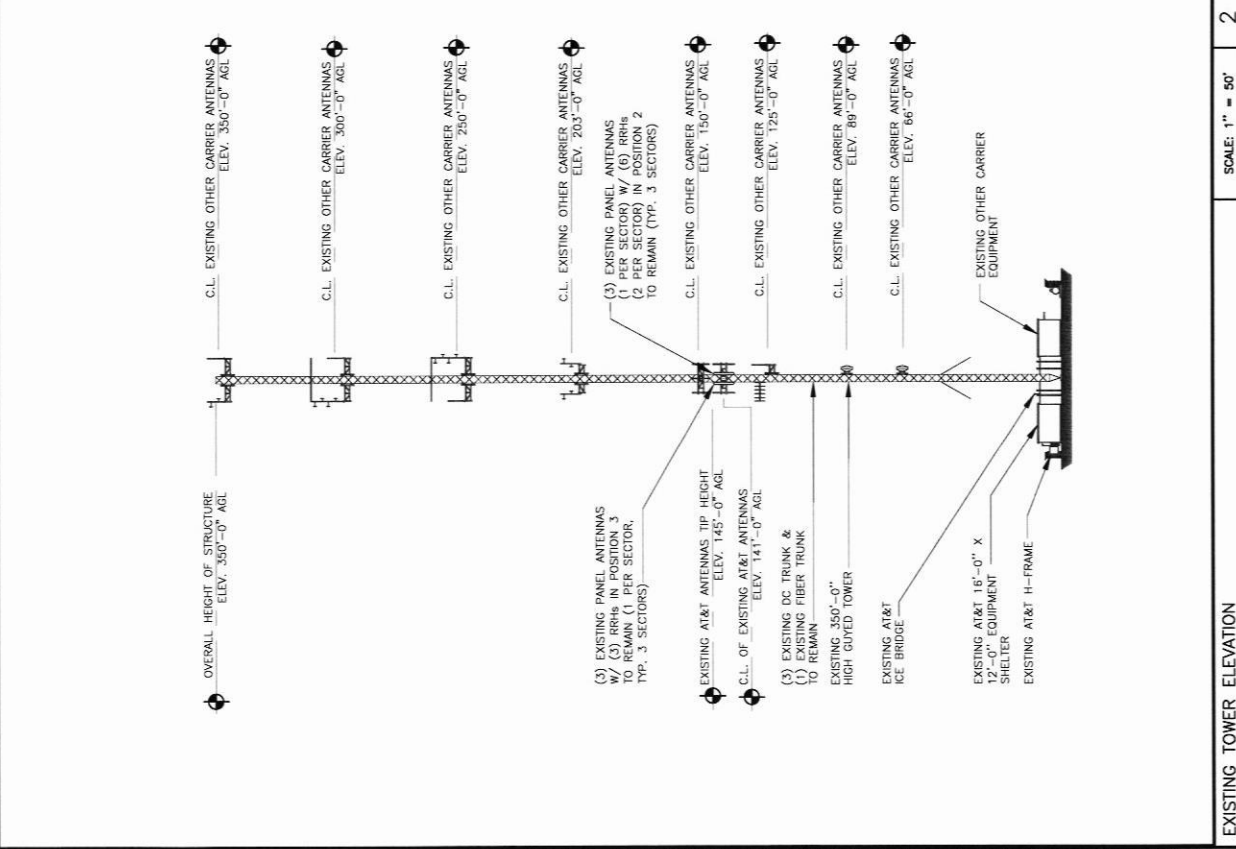 OVERALL HEIGHT OF STRUCTURE
ELEV. 350'-0" AGL
C.L. EXISTING OTHER CARRIER ANTENNAS
ELEV. 350'-0" AGL
C.L. EXISTING OTHER CARRIER ANTENNAS
ELEV. 300'-0" AGL
C.L. EXISTING OTHER CARRIER ANTENNAS
ELEV. 250'-0" AGL
C.L. EXISTING OTHER CARRIER ANTENNAS
ELEV. 203'-0" AGL
(3) EXISTING PANEL ANTENNAS
(1 PER SECTOR) W/ (6) RRHs
(2 PER SECTOR) IN POSITION 2
TO REMAIN (TYP. 3 SECTORS)
C.L. EXISTING OTHER CARRIER ANTENNAS
ELEV. 150'-0" AGL
C.L. EXISTING OTHER CARRIER ANTENNAS
ELEV. 125'-0" AGL
C.L. EXISTING OTHER CARRIER ANTENNAS
ELEV. 89'-0" AGL
C.L. EXISTING OTHER CARRIER ANTENNAS
ELEV. 66'-0" AGL
EXISTING OTHER CARRIER
EQUIPMENT
(3) EXISTING PANEL ANTENNAS
W/ (3) RRHs IN POSITION 3
TO REMAIN (1 PER SECTOR,
TYP. 3 SECTORS)
EXISTING AT&T ANTENNAS TIP HEIGHT
ELEV. 145'-0" AGL
C.L. OF EXISTING AT&T ANTENNAS
ELEV. 141'-0" AGL
(3) EXISTING DC TRUNK &
(1) EXISTING FIBER TRUNK
TO REMAIN
EXISTING 350'-0"
HIGH GUYED TOWER
EXISTING AT&T
ICE BRIDGE
EXISTING AT&T 16'-0" X
12'-0" EQUIPMENT
SHELTER
EXISTING AT&T H-FRAME
EXISTING TOWER ELEVATION
SCALE: 1" = 50'
2